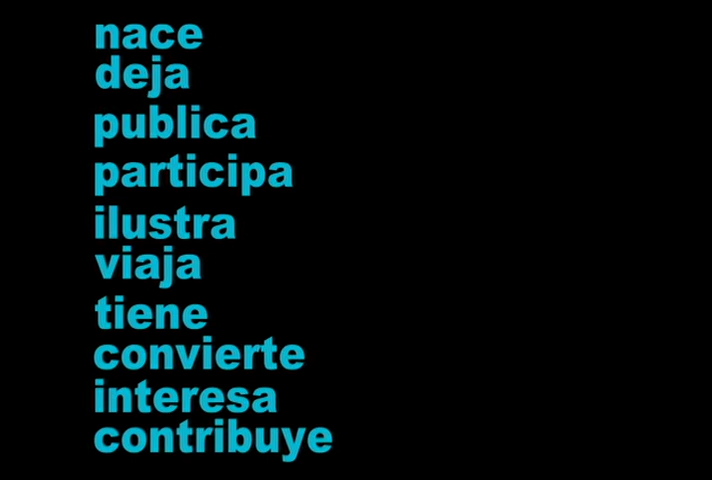 nace
deja
publica
participa
ilustra
viaja
tiene
convierte
interesa
contribuye